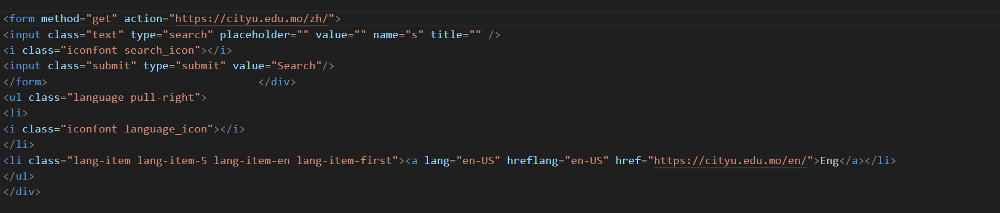 <form method="get" action="https://cityu.edu.mo/zh/">
<input class="text" type="search" placeholder="" value="" name="s" title="" />
<i class="iconfont search_icon"></i>
<input class="submit" type="submit" value="Search"/>
</form>                                 </div>
<ul class="language pull-right">
<li>
<i class="iconfont language_icon"></i>
</li>
<li class="lang-item lang-item-5 lang-item-en lang-item-first"><a lang="en-US" hreflang="en-US" href="https://cityu.edu.mo/en/">Eng</a></li>
</ul>
</div>